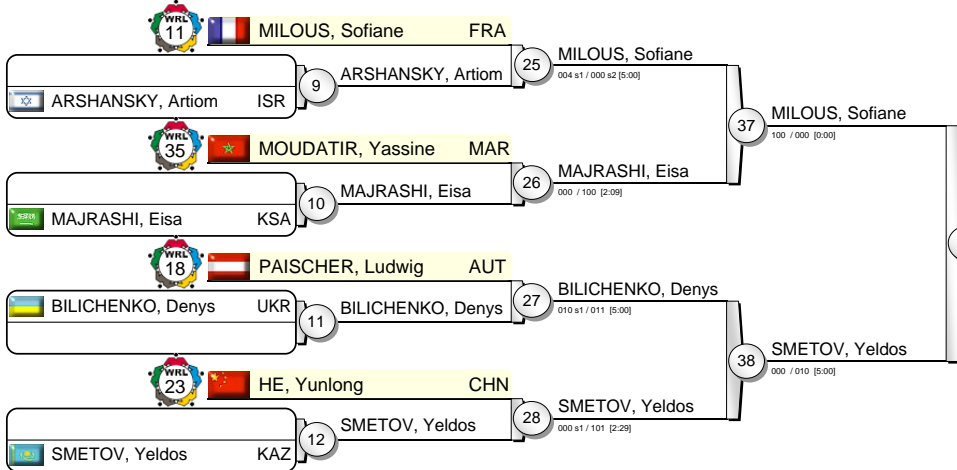 WRL
11
MILOUS, Sofiane FRA
25
MILOUS, Sofiane
004 s1 / 000 s2 [5:00]
9
ARSHANSKY, Artiom
ARSHANSKY, Artiom ISR
37
MILOUS, Sofiane
100 / 000 [0:00]
WRL
35
MOUDATIR, Yassine MAR
26
MAJRASHI, Eisa
000 / 100 [2:09]
10
MAJRASHI, Eisa
MAJRASHI, Eisa KSA
WRL
18
PAISCHER, Ludwig AUT
27
BILICHENKO, Denys
010 s1 / 011 [5:00]
BILICHENKO, Denys UKR
11
BILICHENKO, Denys
38
SMETOV, Yeldos
000 / 010 [5:00]
WRL
23
HE, Yunlong CHN
28
SMETOV, Yeldos
000 s1 / 101 [2:29]
12
SMETOV, Yeldos
SMETOV, Yeldos KAZ